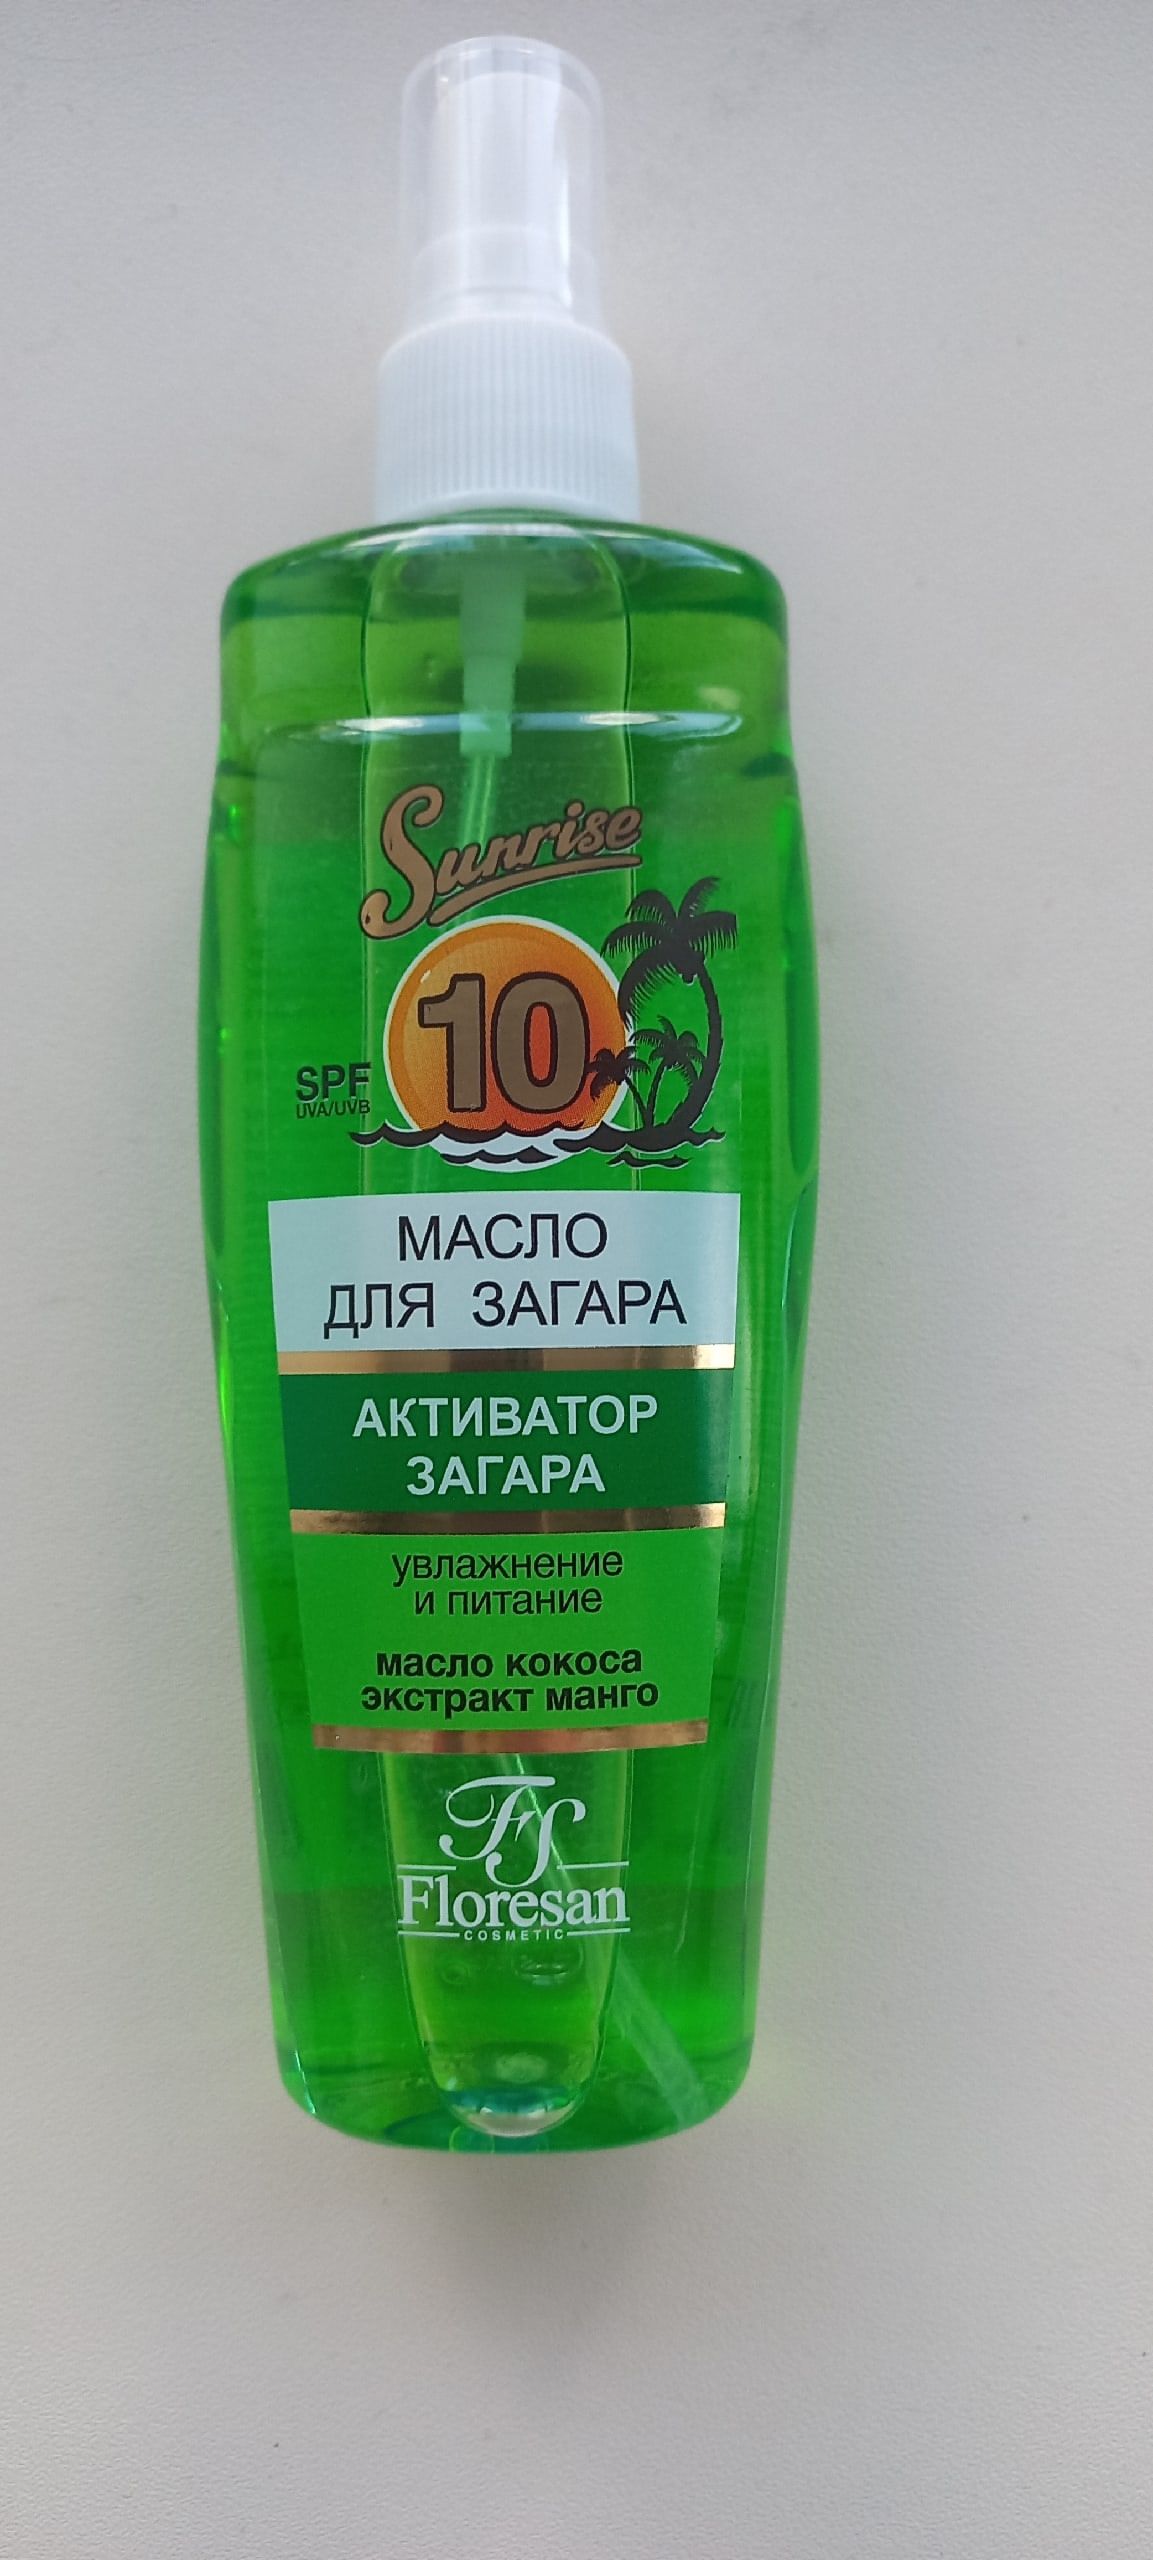 Sunrise
10
SPF
UVA/UVB
МАСЛО
ДЛЯ ЗАГАРА
АКТИВАТОР
ЗАГАРА
увлажнение
и питание
масло кокоса
экстракт манго
FS
Floresan
COSMETIC